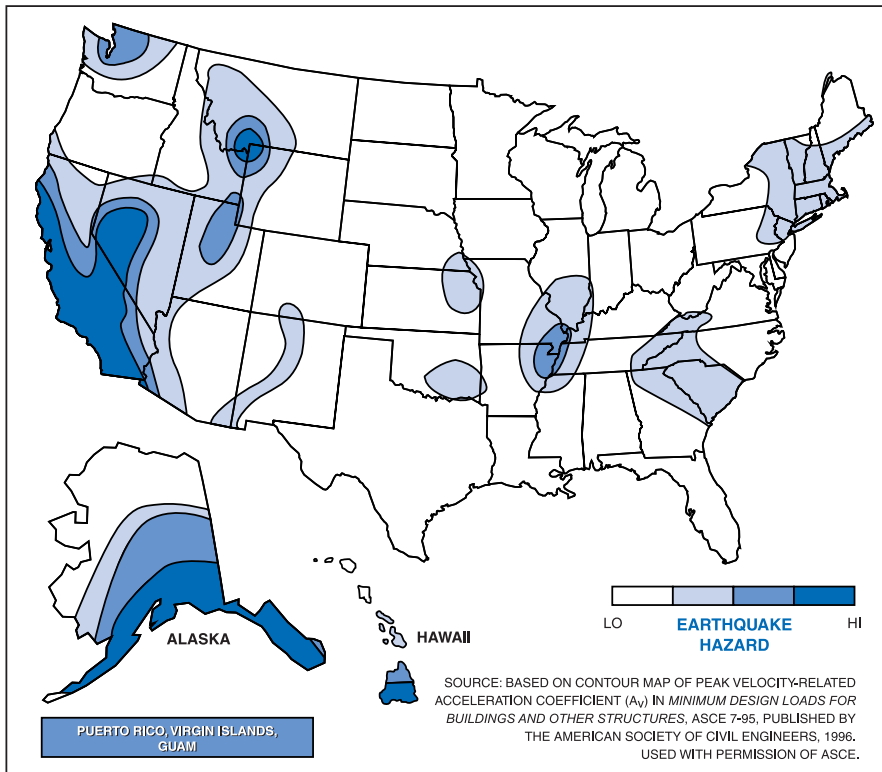 ALASKA
HAWAII
LO
HI
EARTHQUAKE
HAZARD
SOURCE: BASED ON CONTOUR MAP OF PEAK VELOCITY-RELATED
ACCELERATION COEFFICIENT (Av) IN MINIMUM DESIGN LOADS FOR
BUILDINGS AND OTHER STRUCTURES, ASCE 7-95, PUBLISHED BY
THE AMERICAN SOCIETY OF CIVIL ENGINEERS, 1996.
USED WITH PERMISSION OF ASCE.
PUERTO RICO, VIRGIN ISLANDS,
GUAM